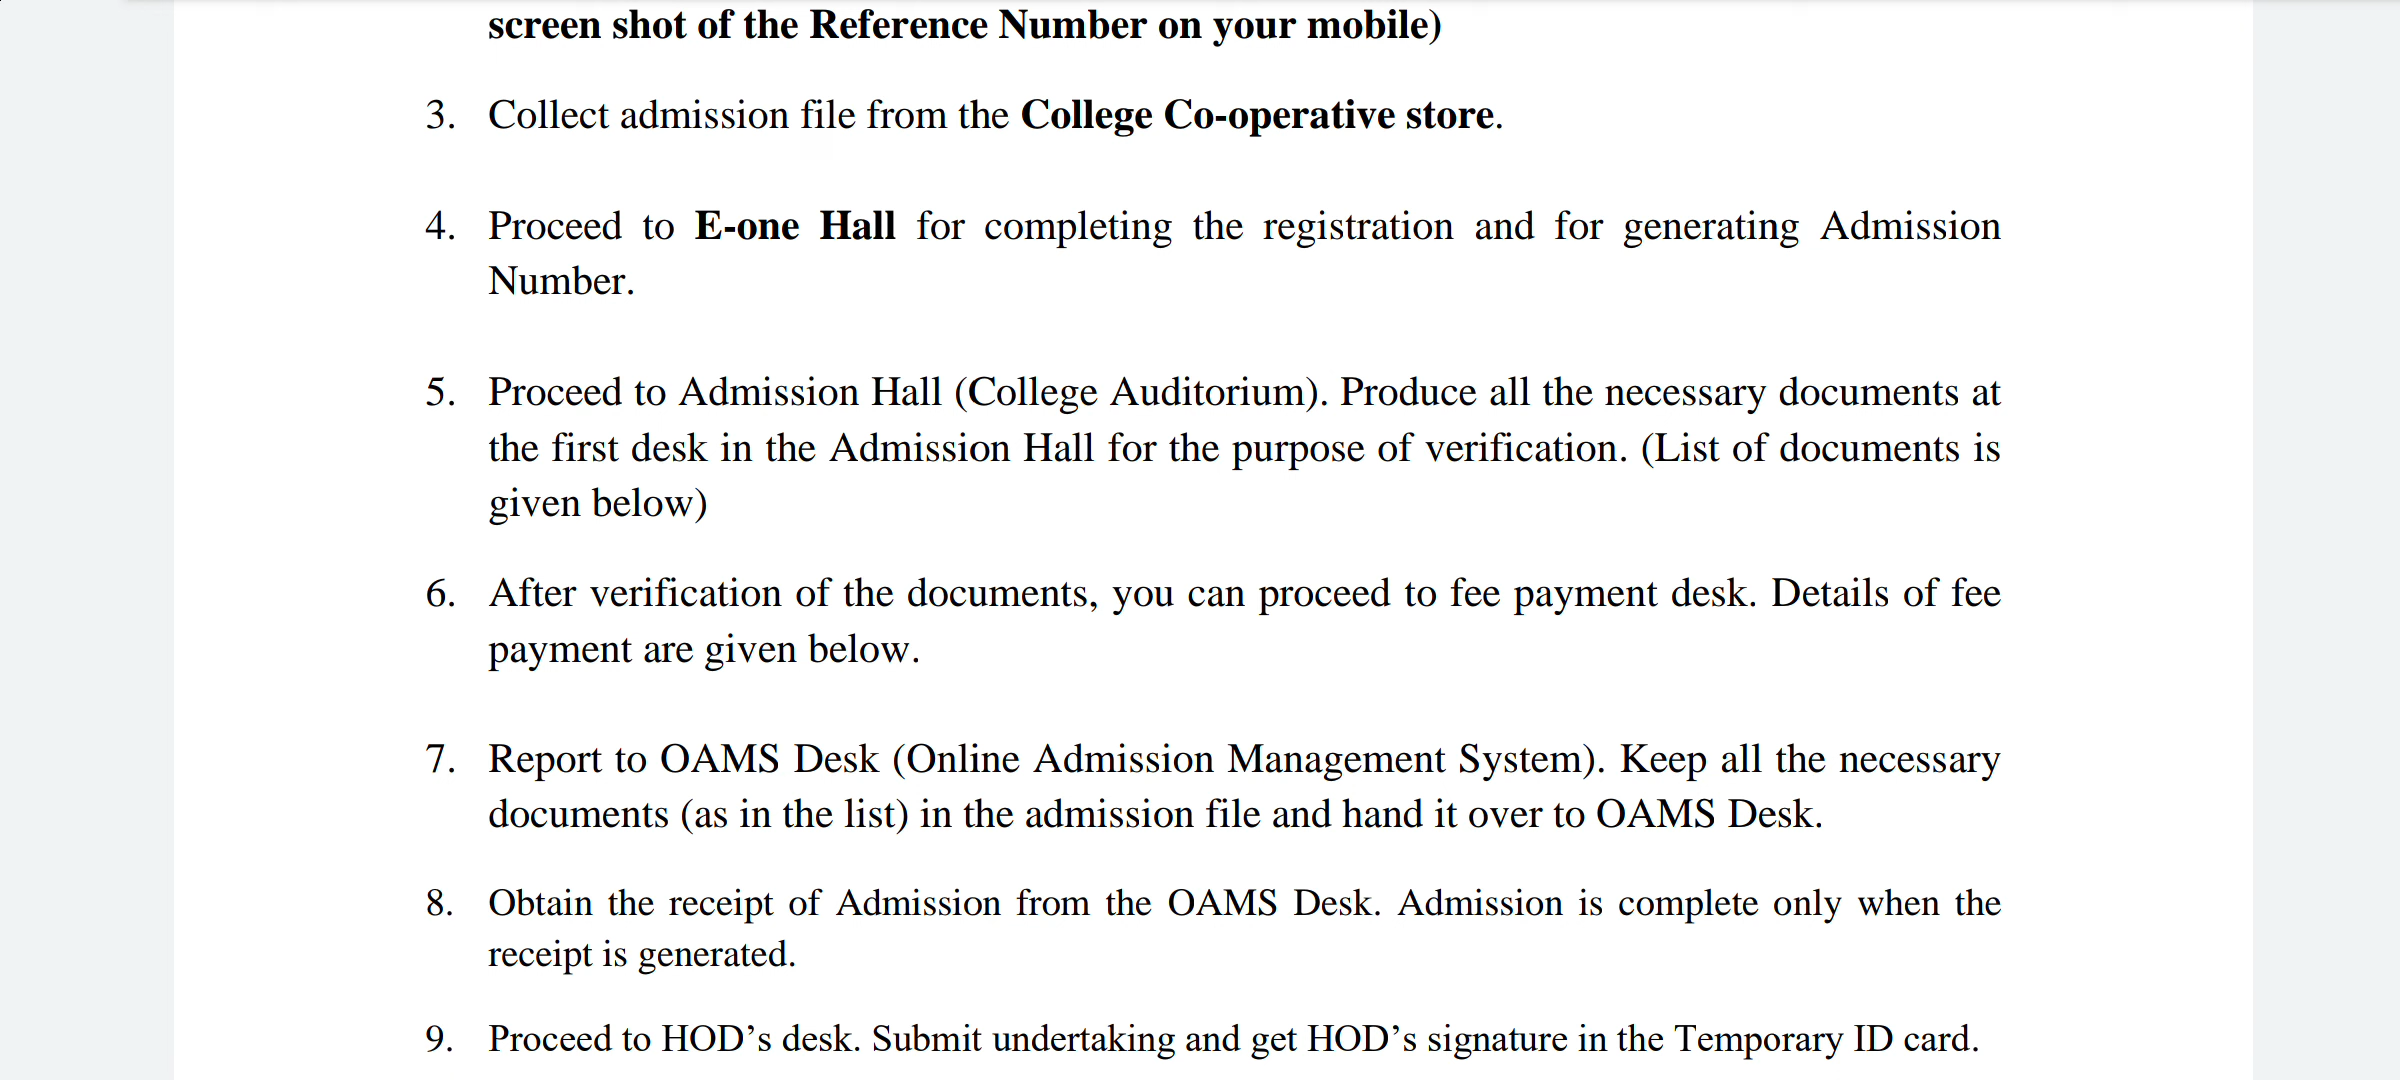 screen shot of the Reference Number on your mobile)
3. Collect admission file from the College Co-operative store.
4. Proceed to E-one Hall for completing the registration and for generating Admission
Number.
5. Proceed to Admission Hall (College Auditorium). Produce all the necessary documents at
the first desk in the Admission Hall for the purpose of verification. (List of documents is
given below)
6. After verification of the documents, you can proceed to fee payment desk. Details of fee
payment are given below.
7. Report to OAMS Desk (Online Admission Management System). Keep all the necessary
documents (as in the list) in the admission file and hand it over to OAMS Desk.
8. Obtain the receipt of Admission from the OAMS Desk. Admission is complete only when the
receipt is generated.
9. Proceed to HOD’s desk. Submit undertaking and get HOD’s signature in the Temporary ID card.